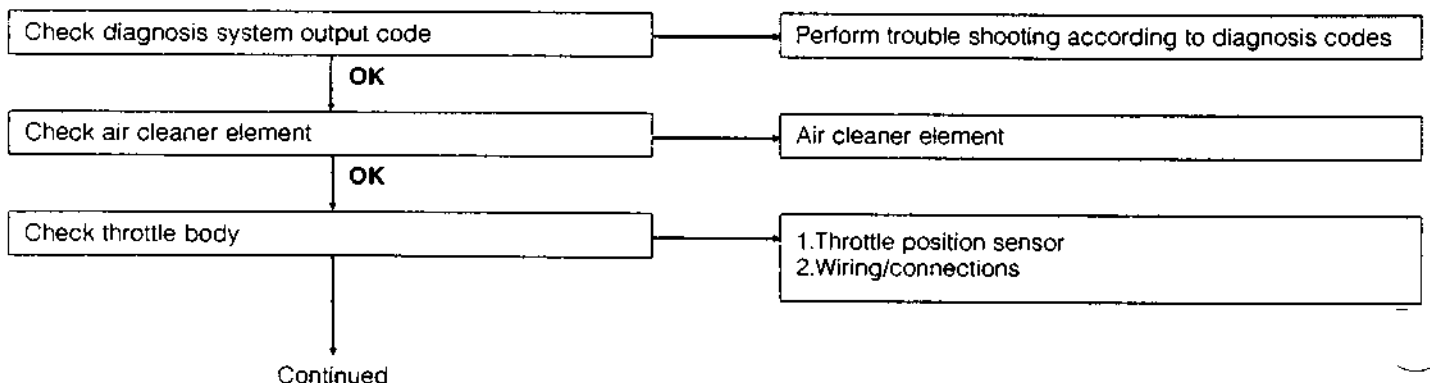 Check diagnosis system output code
Perform trouble shooting according to diagnosis codes
OK
Check air cleaner element
Air cleaner element
OK
Check throttle body
1.Throttle position sensor
2.Wiring/connections
Continued